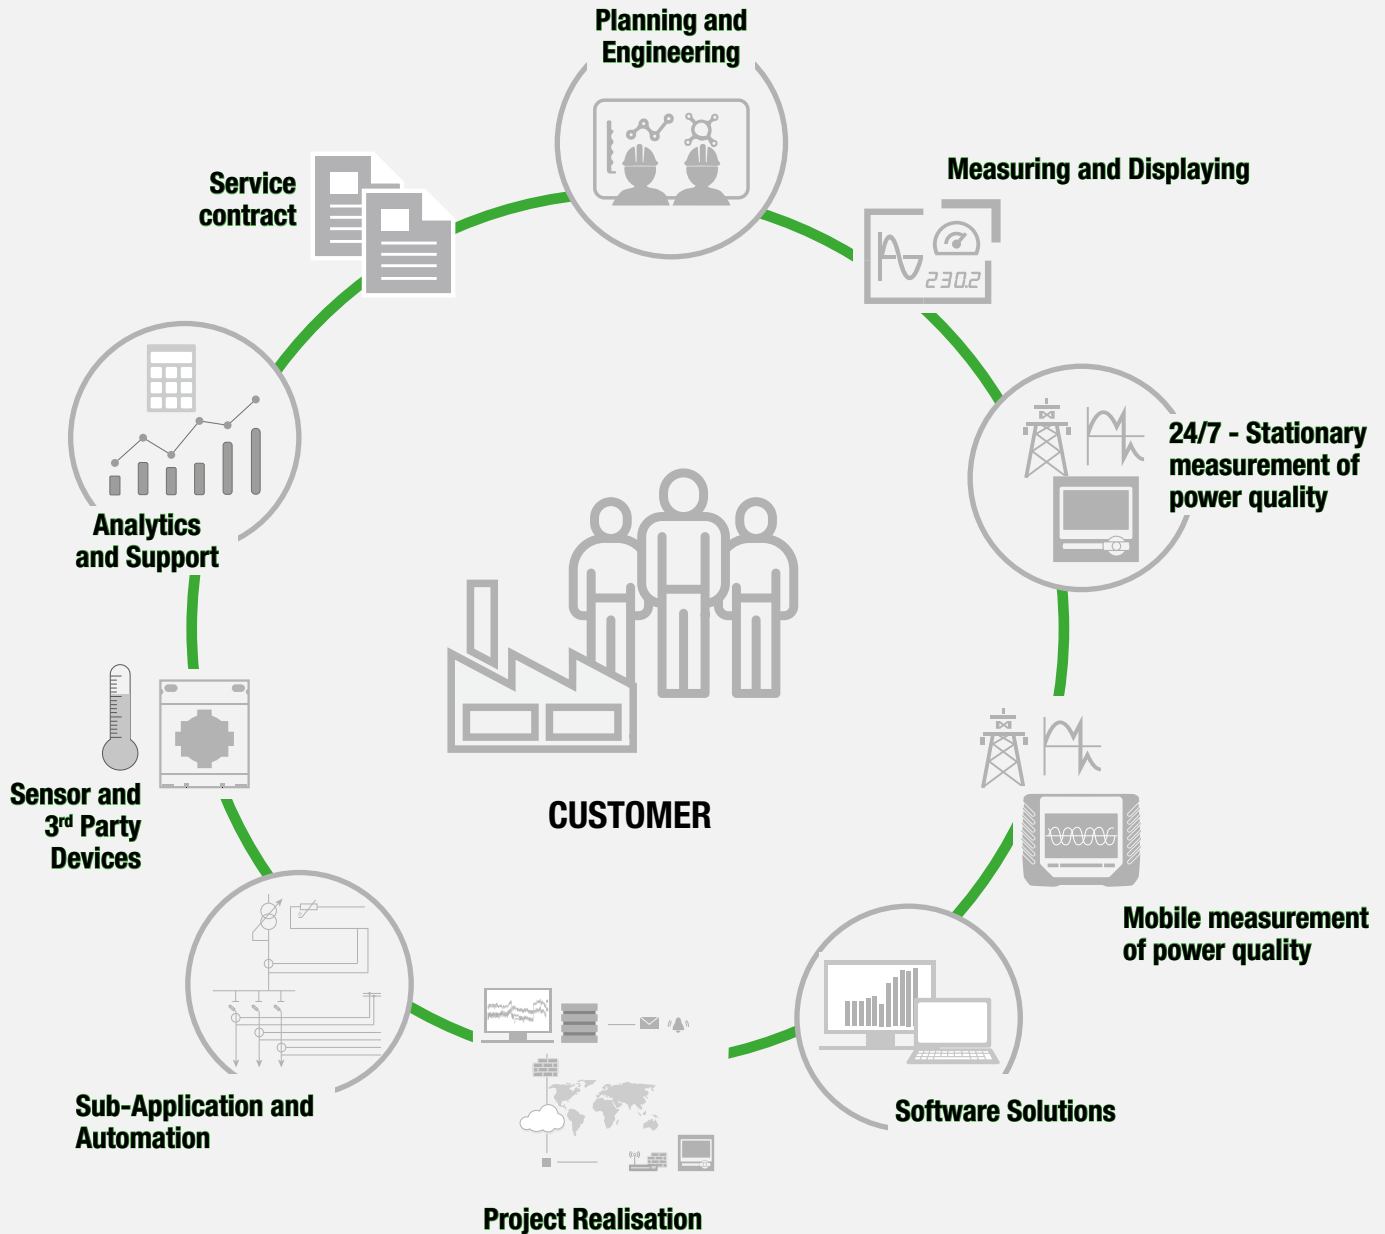 Planning and
Engineering
Measuring and Displaying
230.2
Service
contract
24/7 - Stationary
measurement of
power quality
Analytics
and Support
Sensor and
3rd Party
Devices
CUSTOMER
Mobile measurement
of power quality
Sub-Application and
Automation
Software Solutions
Project Realisation